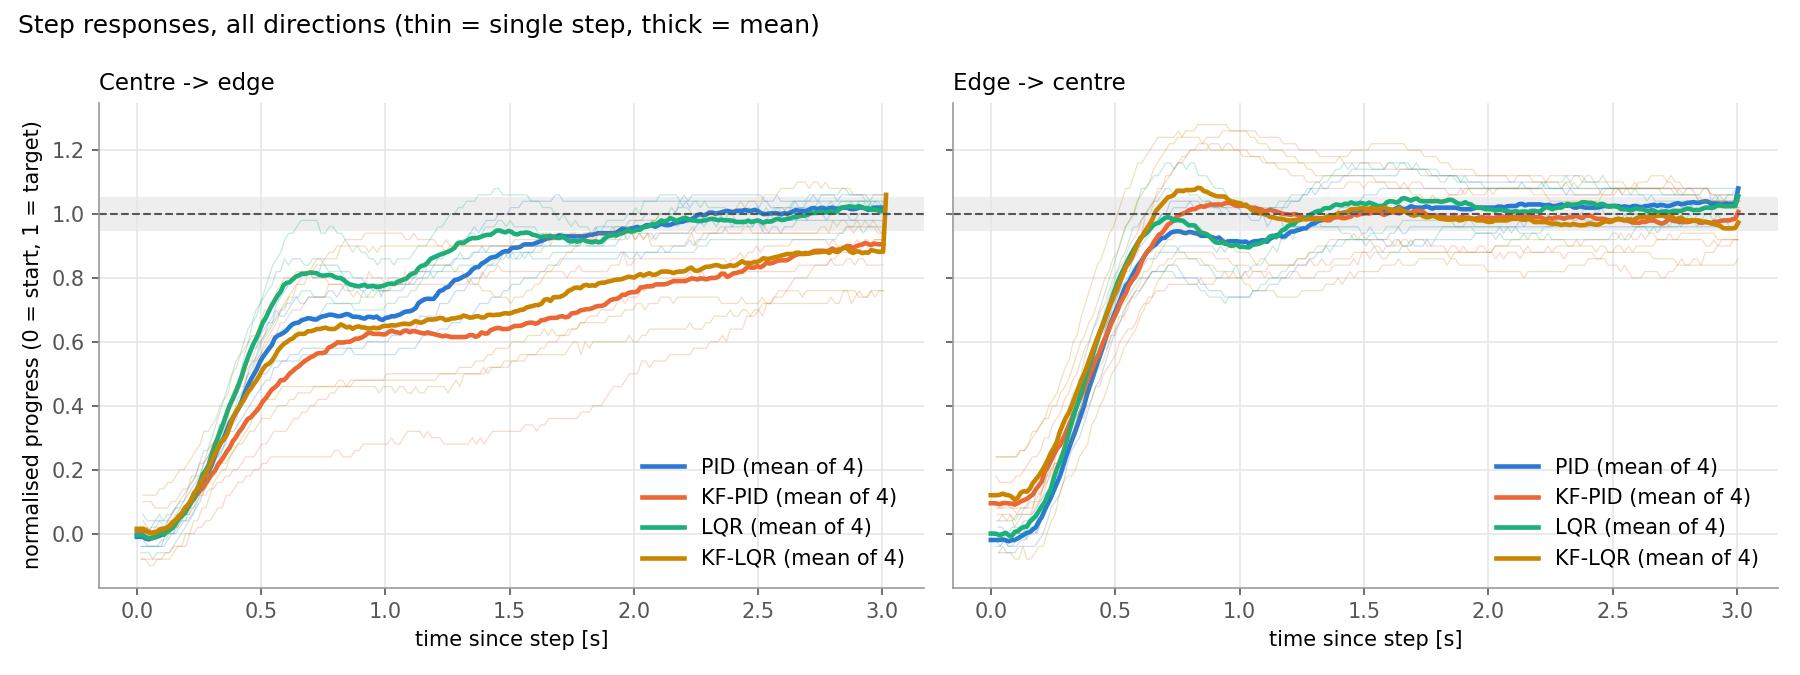 Step responses, all directions (thin = single step, thick = mean)
Centre -> edge
normalised progress (0 = start, 1 = target)
1.2
1.0
0.8
0.6
0.4
0.2
0.0
PID (mean of 4)
KF-PID (mean of 4)
LQR (mean of 4)
KF-LQR (mean of 4)
0.0 0.5 1.0 1.5 2.0 2.5 3.0
time since step [s]
Edge -> centre
PID (mean of 4)
KF-PID (mean of 4)
LQR (mean of 4)
KF-LQR (mean of 4)
0.0 0.5 1.0 1.5 2.0 2.5 3.0
time since step [s]